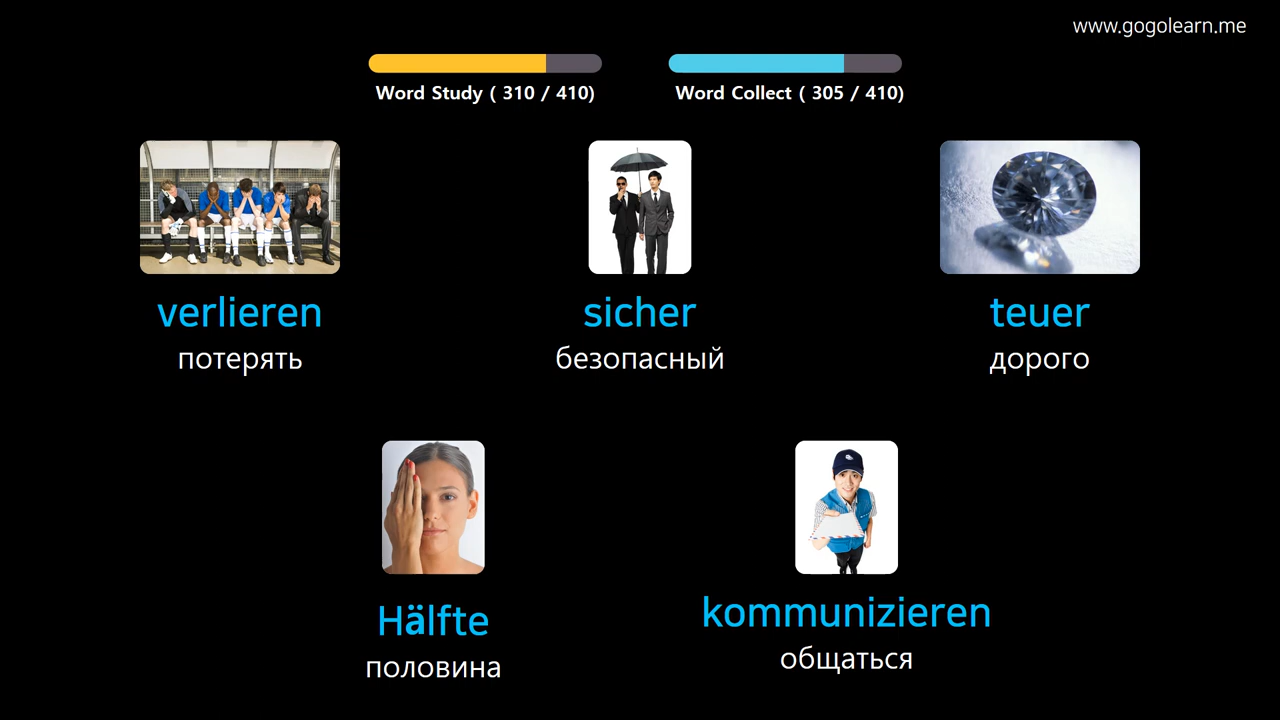 www.gogolearn.me
Word Study ( 310 / 410)
Word Collect ( 305 / 410)
verlieren
потерять
sicher
безопасный
teuer
дорого
Hälfte
половина
kommunizieren
общаться